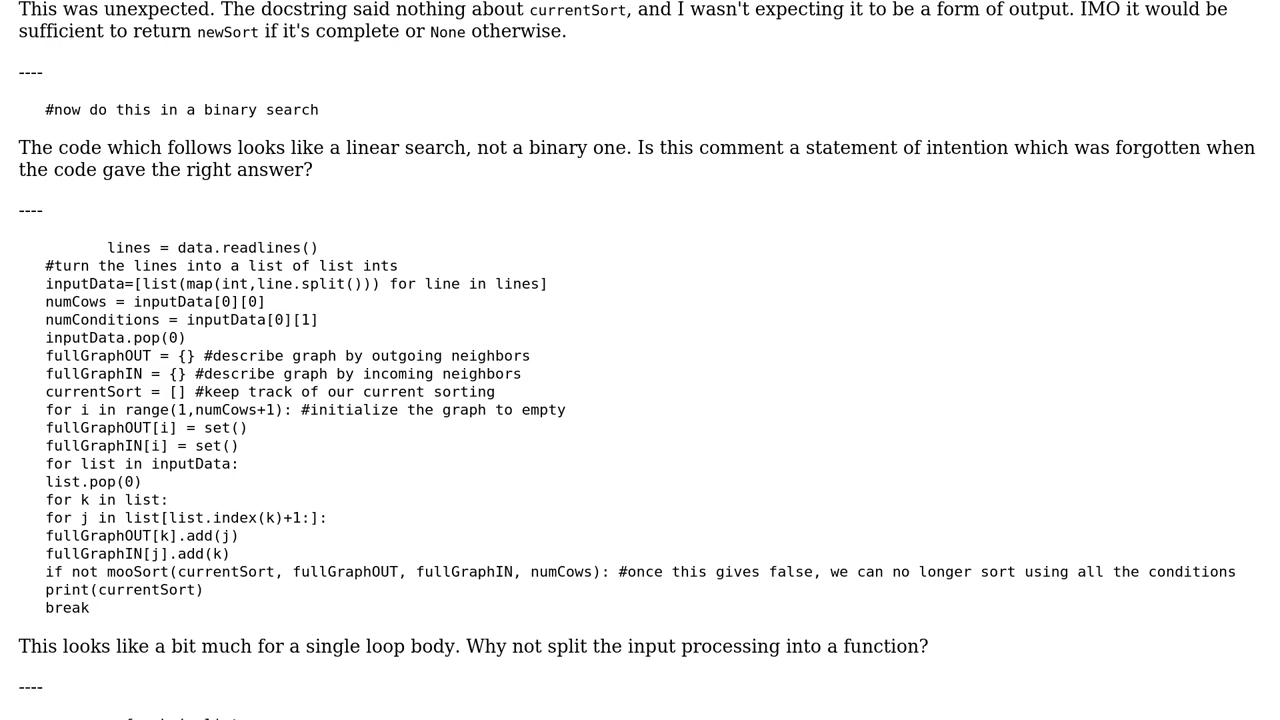 This was unexpected. The docstring said nothing about currentSort, and I wasn't expecting it to be a form of output. IMO it would be
sufficient to return newSort if it's complete or None otherwise.
----
#now do this in a binary search
The code which follows looks like a linear search, not a binary one. Is this comment a statement of intention which was forgotten when
the code gave the right answer?
----
lines = data.readlines()
#turn the lines into a list of list ints
inputData=[list(map(int,line.split())) for line in lines]
numCows = inputData[0][0]
numConditions = inputData[0][1]
inputData.pop(0)
fullGraphOUT = {} #describe graph by outgoing neighbors
fullGraphIN = {} #describe graph by incoming neighbors
currentSort = [] #keep track of our current sorting
for i in range(1,numCows+1): #initialize the graph to empty
fullGraphOUT[i] = set()
fullGraphIN[i] = set()
for list in inputData:
list.pop(0)
for k in list:
for j in list[list.index(k)+1:]:
fullGraphOUT[k].add(j)
fullGraphIN[j].add(k)
if not mooSort(currentSort, fullGraphOUT, fullGraphIN, numCows): #once this gives false, we can no longer sort using all the conditions
print(currentSort)
break
This looks like a bit much for a single loop body. Why not split the input processing into a function?
----